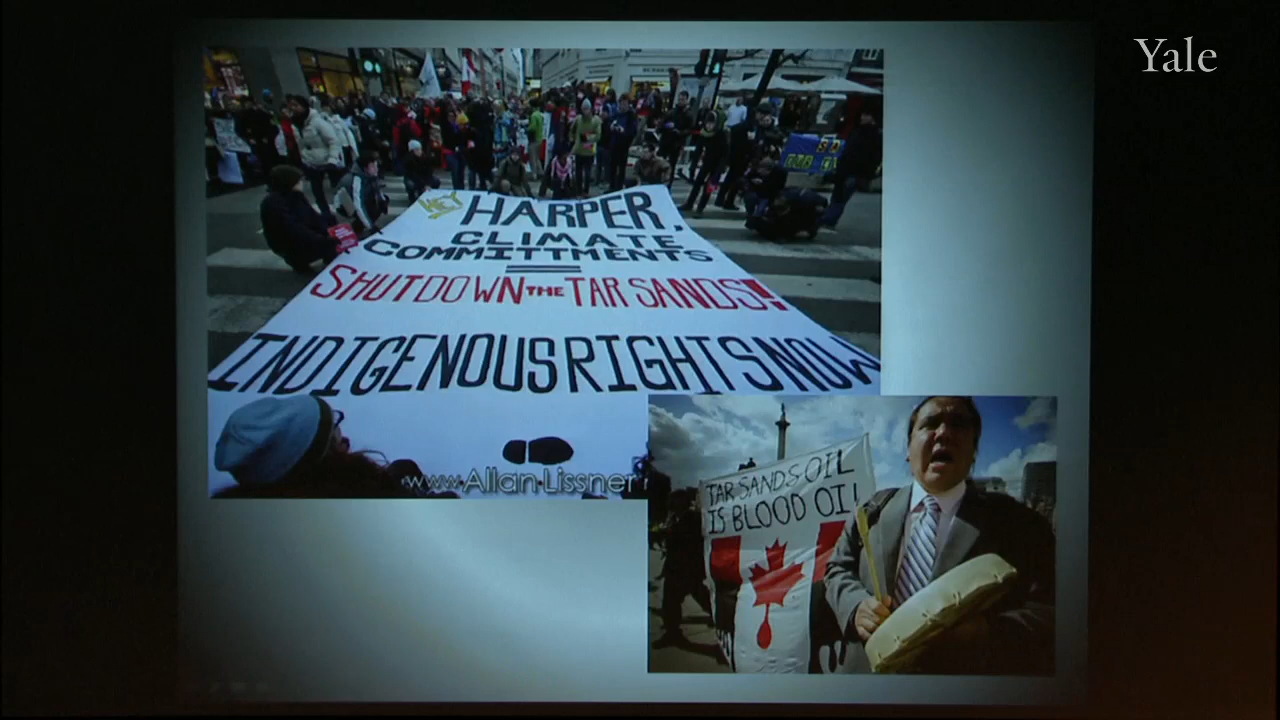 Yale
HEY
HARPER,
CLIMATE
COMMITTMENTS
=
SHUTDOWN THE TAR SANDS!
INDIGENOUS RIGHTS NOW
www.Allan.Lissner
TAR SANDS OIL
IS BLOOD OIL